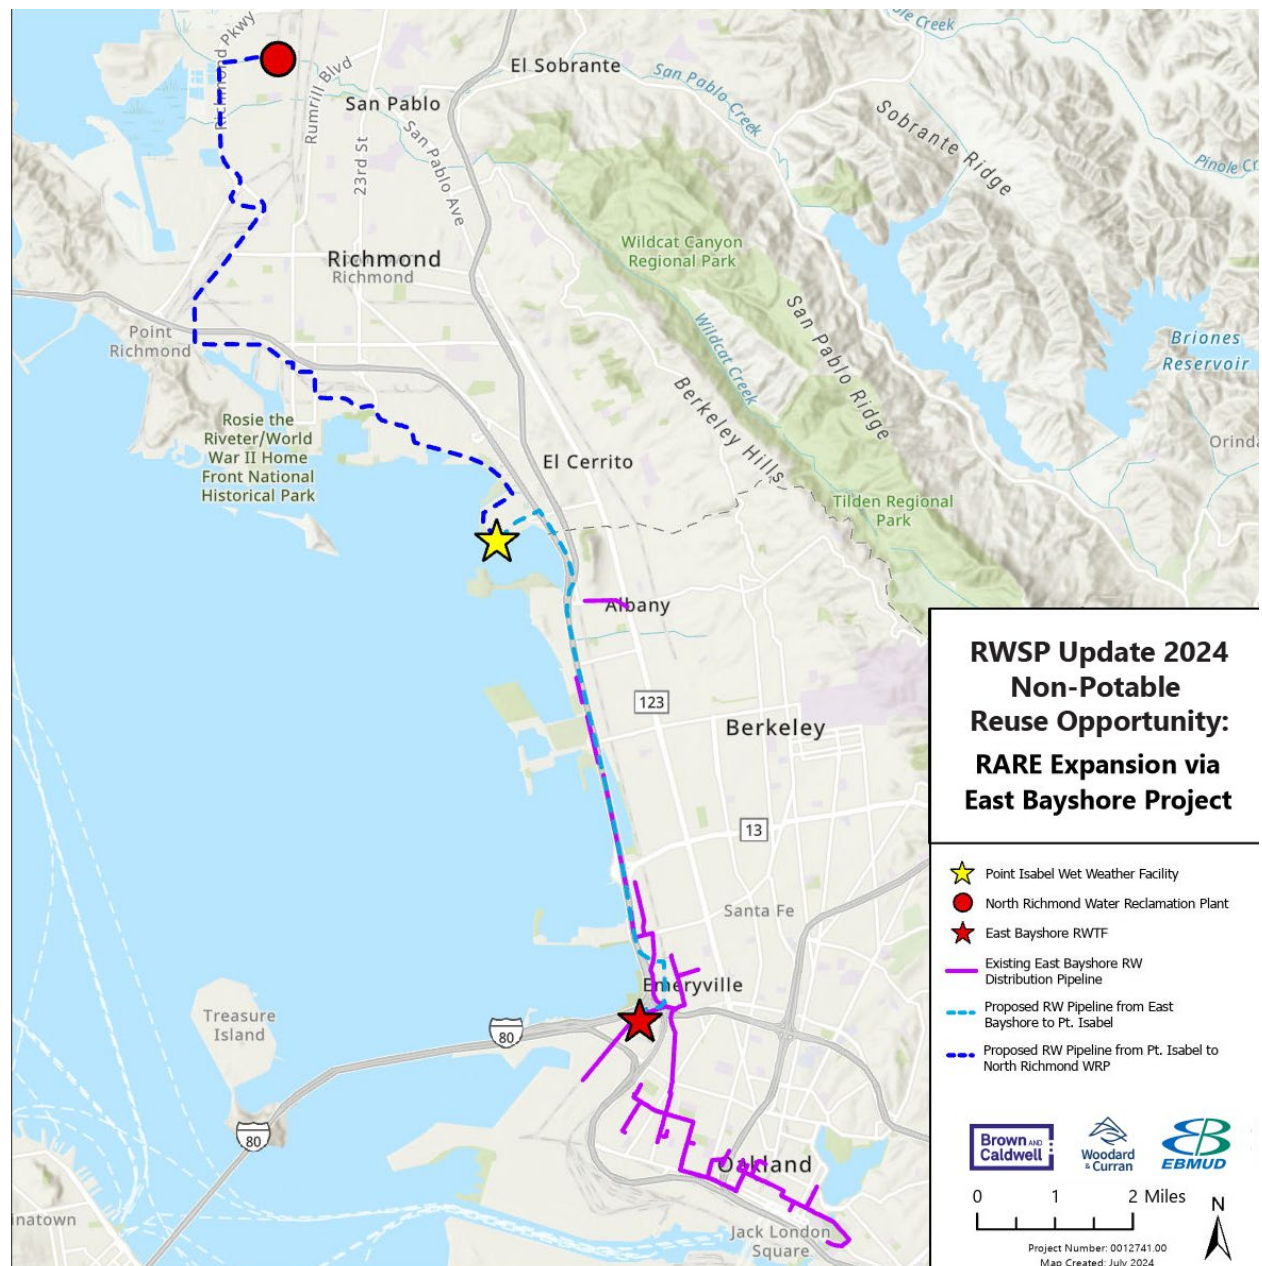 Richmond Pkwy
Rumrill Blvd
San Pablo
El Sobrante
San Pablo Creek
Sobrante Ridge
23rd St
San Pablo Ave
Richmond
Richmond
Wildcat Canyon
Regional Park
Wildcat Creek
San Pablo Ridge
Briones
Reservoir
Point
Richmond
Berkeley Hills
Rosie the
Riveter/World
War II Home
Front National
Historical Park
El Cerrito
Tilden Regional
Park
Albany
123
Berkeley
13
Santa Fe
Emeryville
Treasure
Island
80
80
Oakland
Jack London
Square
RWSP Update 2024
Non-Potable
Reuse Opportunity:
RARE Expansion via
East Bayshore Project
Point Isabel Wet Weather Facility
North Richmond Water Reclamation Plant
East Bayshore RWTF
Existing East Bayshore RW
Distribution Pipeline
Proposed RW Pipeline from East
Bayshore to Pt. Isabel
Proposed RW Pipeline from Pt. Isabel to
North Richmond WRP
Brown AND
Caldwell
Woodard
& Curran
EBMUD
0 1 2 Miles
N
Project Number: 0012741.00
Map Created: July 2024